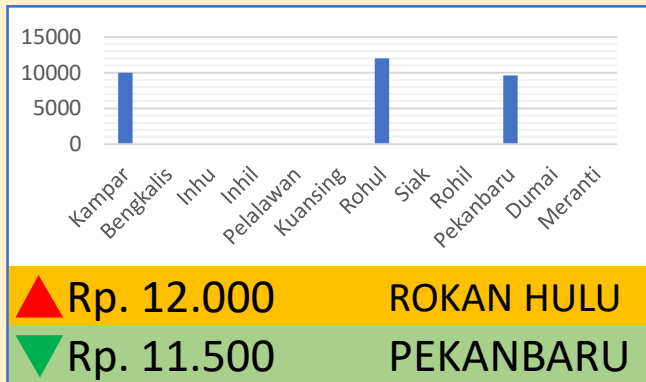 15000
10000
5000
0
Kampar
Bengkalis
Inhu
Inhil
Pelalawan
Kuansing
Rohul
Siak
Rohil
Pekanbaru
Dumai
Meranti
Rp. 12.000 ROKAN HULU
Rp. 11.500 PEKANBARU